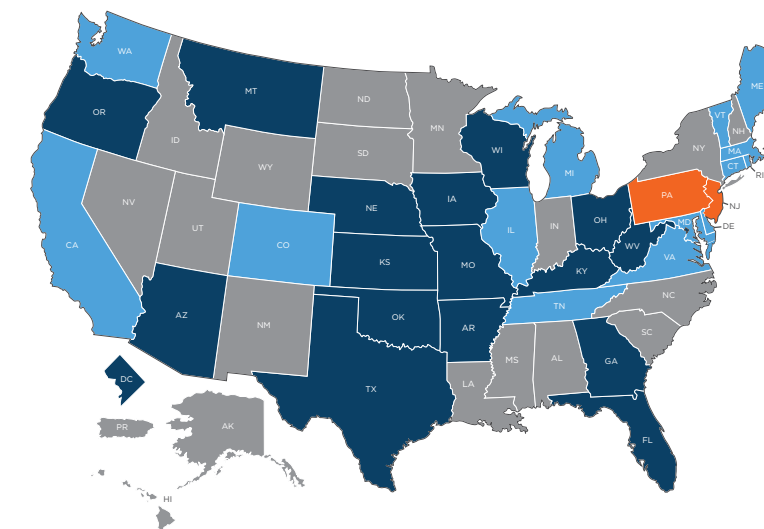 WA
ME
MT
VT
OR
ND
MN
NH
ID
NY
MA
WI
SD
CT
WY
MI
RI
PA
NV
IA
NJ
NE
OH
MD
DE
UT
IL
IN
CA
CO
WV
VA
KS
MO
KY
NC
TN
AZ
OK
NM
AR
SC
MS
AL
GA
DC
LA
TX
PR
AK
FL
HI